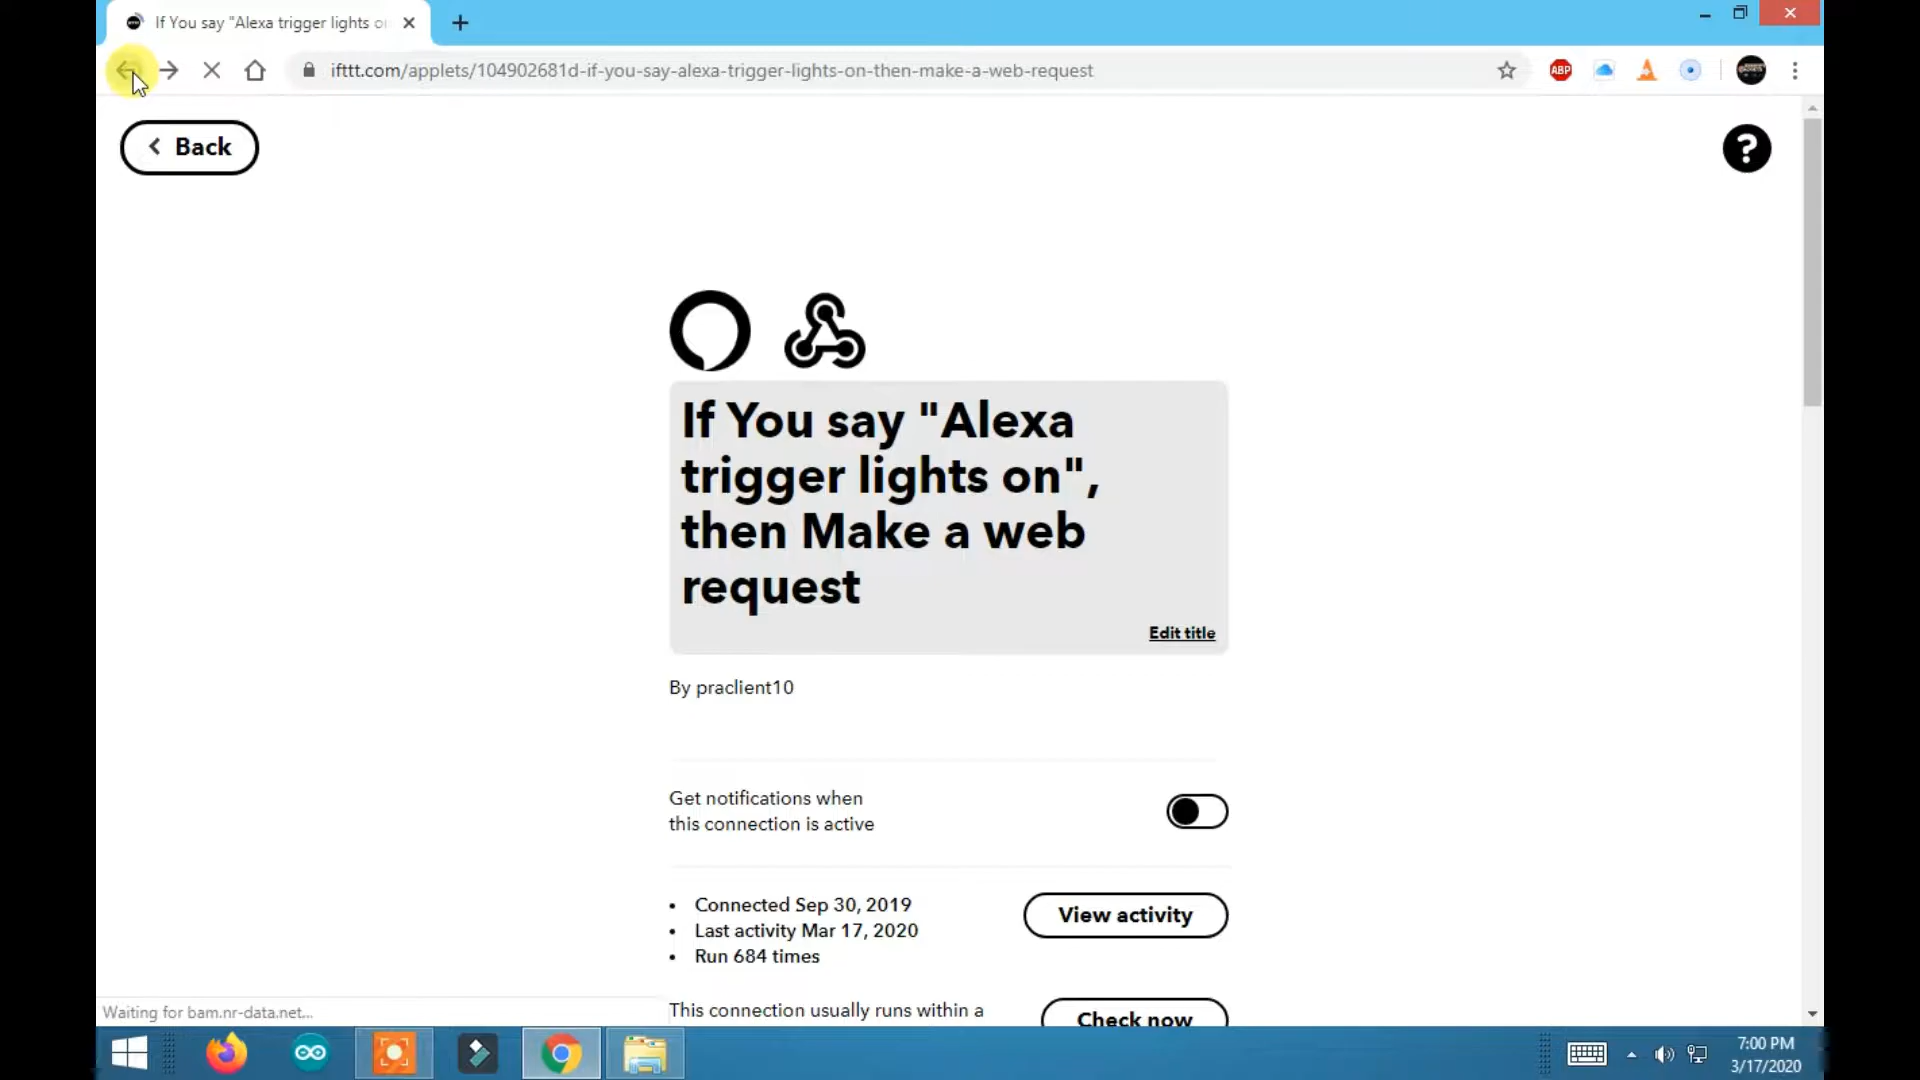 If You say "Alexa trigger lights o
ifttt.com/applets/104902681d-if-you-say-alexa-trigger-lights-on-then-make-a-web-request
ABP
Back
?
If You say "Alexa
trigger lights on",
then Make a web
request
Edit title
By praclient10
Get notifications when
this connection is active
• Connected Sep 30, 2019
• Last activity Mar 17, 2020
• Run 684 times
View activity
This connection usually runs within a
Check now
Waiting for bam.nr-data.net...
7:00 PM
3/17/2020